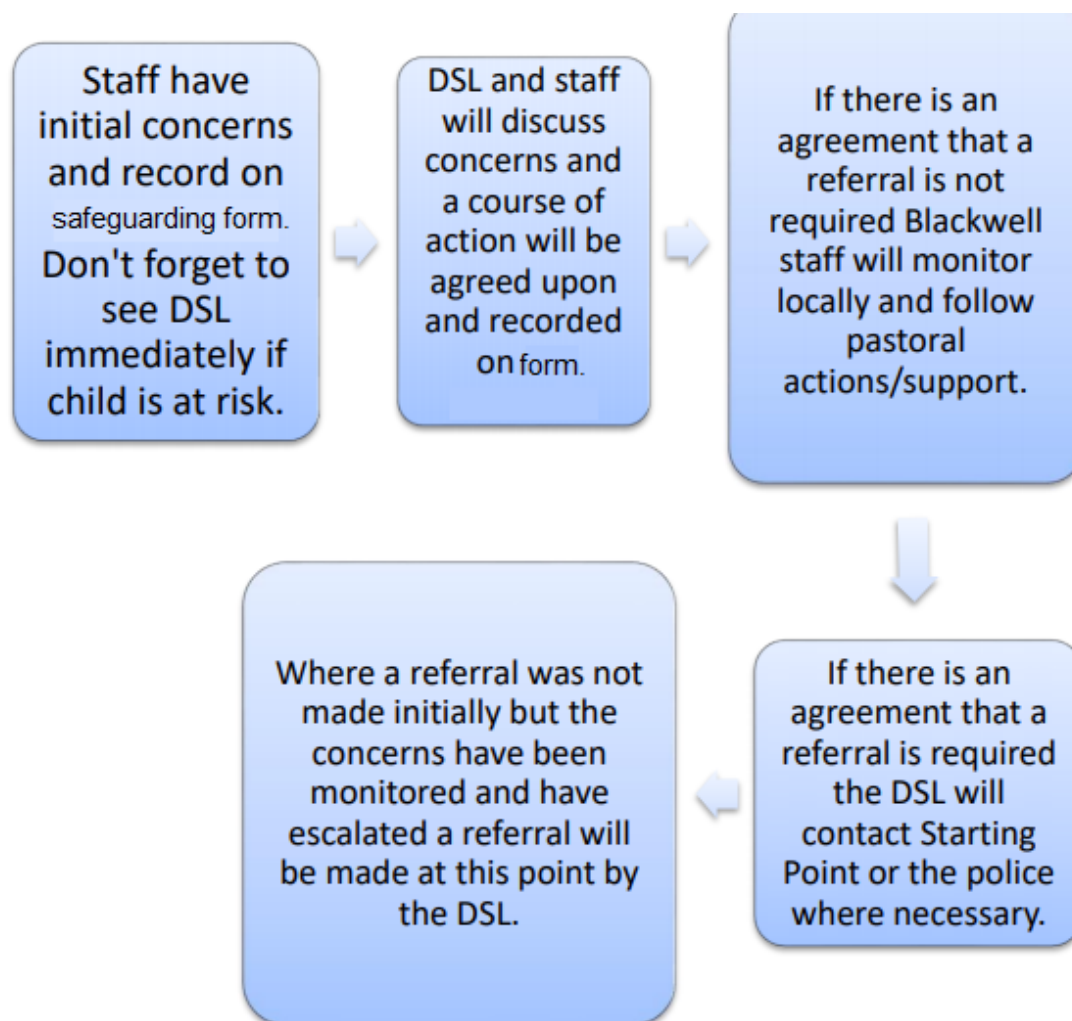 Staff have
initial concerns
and record on
safeguarding form.
Don't forget to
see DSL
immediately if
child is at risk.
DSL and staff
will discuss
concerns and
a course of
action will be
agreed upon
and recorded
on form.
If there is an
agreement that a
referral is not
required Blackwell
staff will monitor
locally and follow
pastoral
actions/support.
If there is an
agreement that a
referral is required
the DSL will
contact Starting
Point or the police
where necessary.
Where a referral was not
made initially but the
concerns have been
monitored and have
escalated a referral will
be made at this point by
the DSL.